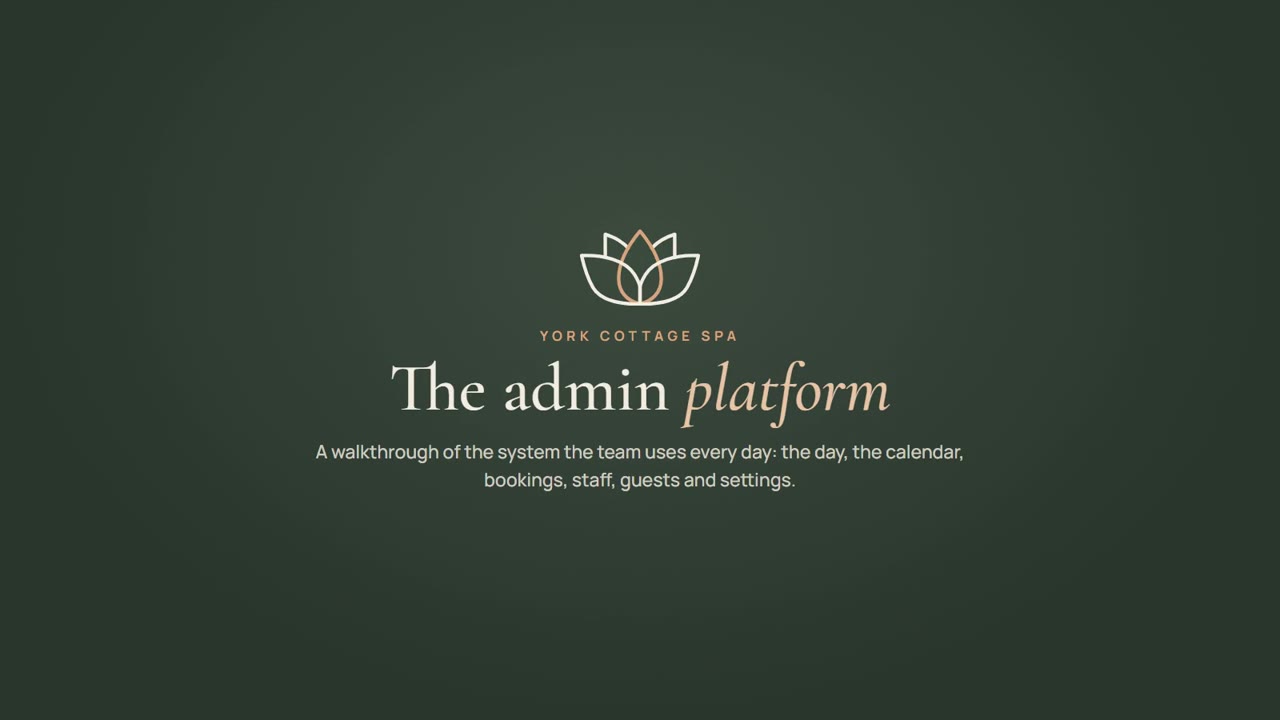 YORK COTTAGE SPA
The admin platform
A walkthrough of the system the team uses every day: the day, the calendar,
bookings, staff, guests and settings.